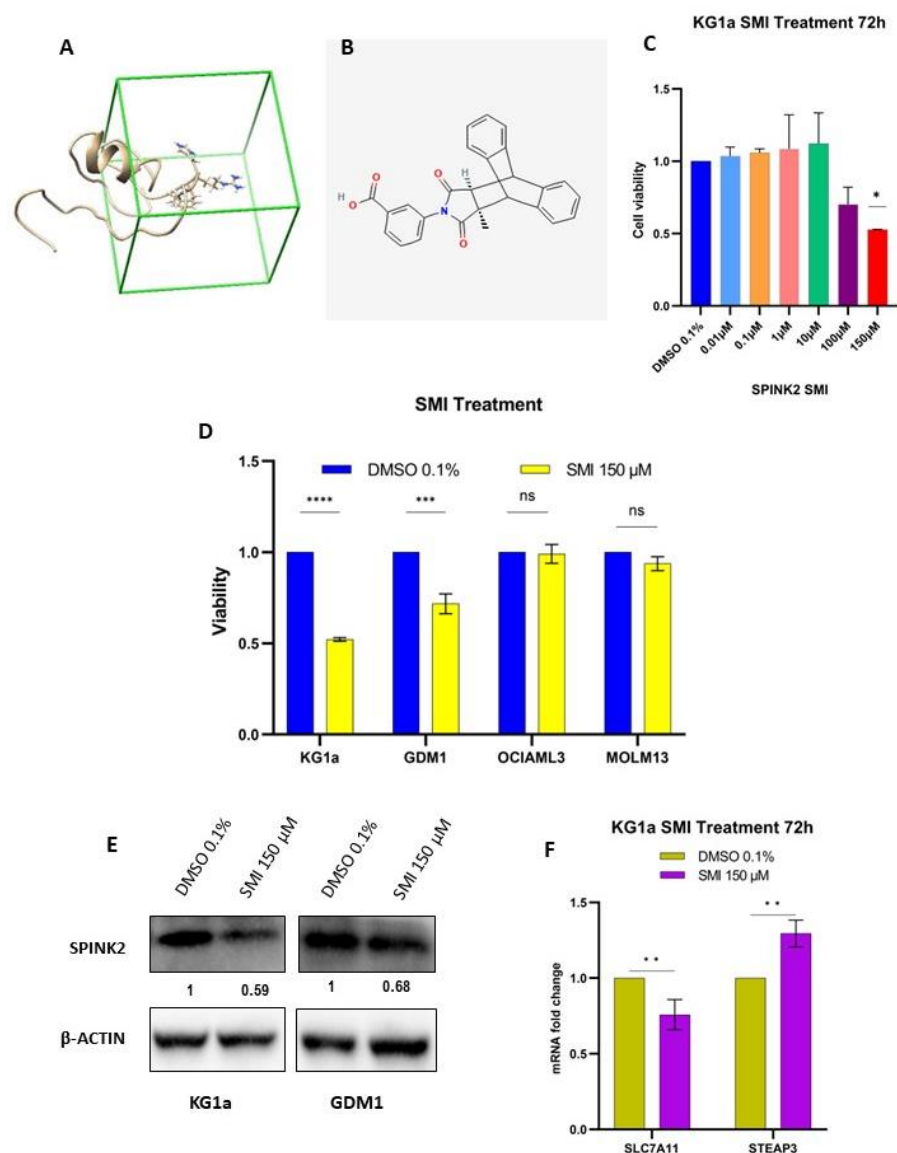 A
B
H
O
O
O
N
O
H
C
KG1a SMI Treatment 72h
Cell viability
1.5
1.0
0.5
0.0
DMSO 0.1%
0.01µM
0.1µM
1µM
10µM
100µM
150µM
*
SPINK2 SMI
D
SMI Treatment
DMSO 0.1%
SMI 150 µM
Viability
1.5
1.0
0.5
0.0
****
***
ns
ns
KG1a
GDM1
OCIAML3
MOLM13
E
DMSO 0.1%
SMI 150 µM
DMSO 0.1%
SMI 150 µM
SPINK2
1 0.59 1 0.68
β-ACTIN
KG1a GDM1
F
KG1a SMI Treatment 72h
DMSO 0.1%
SMI 150 µM
mRNA fold change
1.5
1.0
0.5
0.0
**
**
SLC7A11
STEAP3